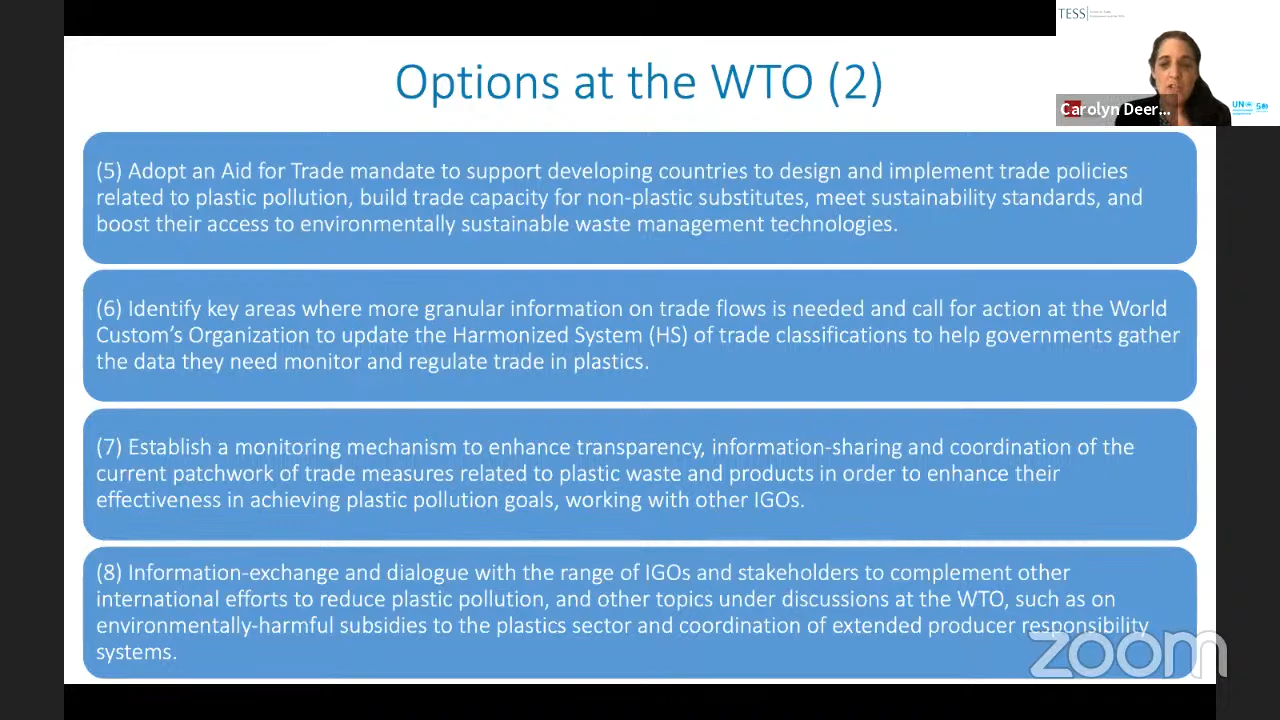 TESS
Options at the WTO (2)
Carolyn Deer...
UN
(5) Adopt an Aid for Trade mandate to support developing countries to design and implement trade policies
related to plastic pollution, build trade capacity for non-plastic substitutes, meet sustainability standards, and
boost their access to environmentally sustainable waste management technologies.
(6) Identify key areas where more granular information on trade flows is needed and call for action at the World
Custom's Organization to update the Harmonized System (HS) of trade classifications to help governments gather
the data they need monitor and regulate trade in plastics.
(7) Establish a monitoring mechanism to enhance transparency, information-sharing and coordination of the
current patchwork of trade measures related to plastic waste and products in order to enhance their
effectiveness in achieving plastic pollution goals, working with other IGOs.
(8) Information-exchange and dialogue with the range of IGOs and stakeholders to complement other
international efforts to reduce plastic pollution, and other topics under discussions at the WTO, such as on
environmentally-harmful subsidies to the plastics sector and coordination of extended producer responsibility
systems.
zoom